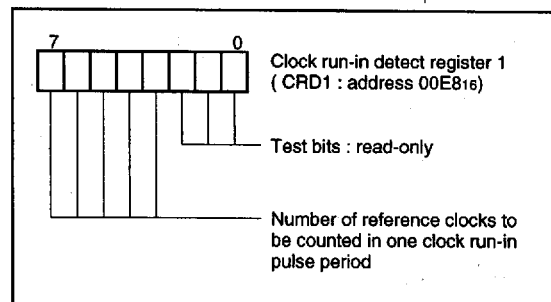 7 0
Clock run-in detect register 1
( CRD1 : address 00E816)
Test bits : read-only
Number of reference clocks to
be counted in one clock run-in
pulse period